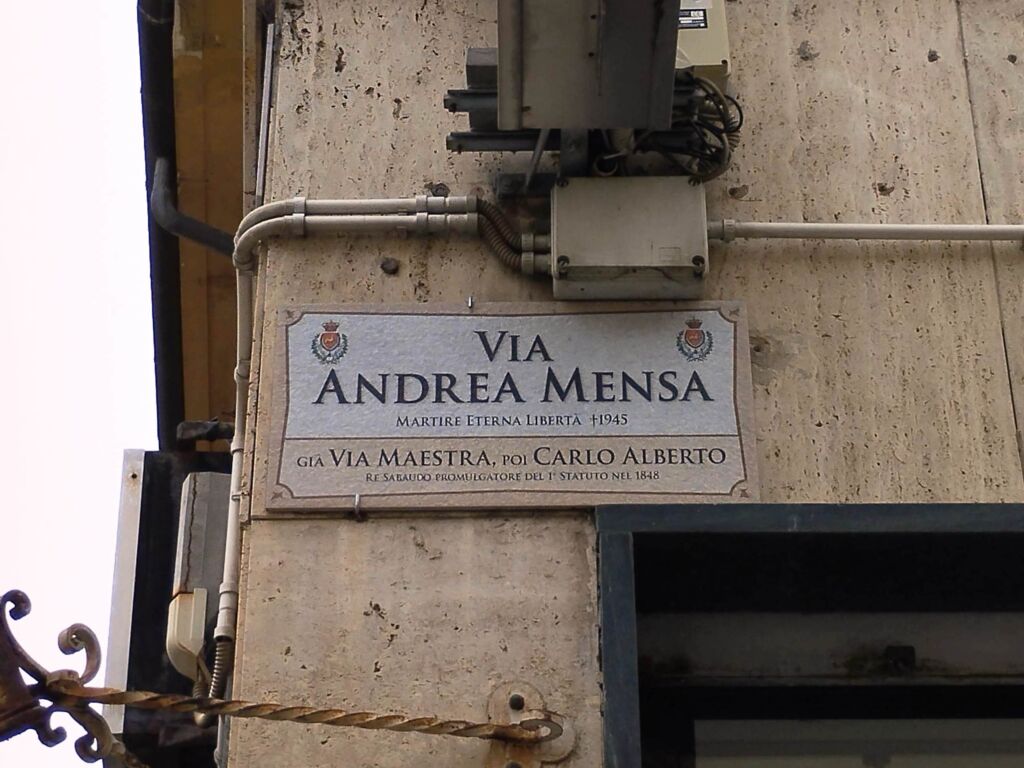 VIA
ANDREA MENSA
MARTIRE ETERNA LIBERTÀ †1945
GIÀ VIA MAESTRA, POI CARLO ALBERTO
RE SABAUDO PROMULGATORE DEL 1° STATUTO NEL 1848